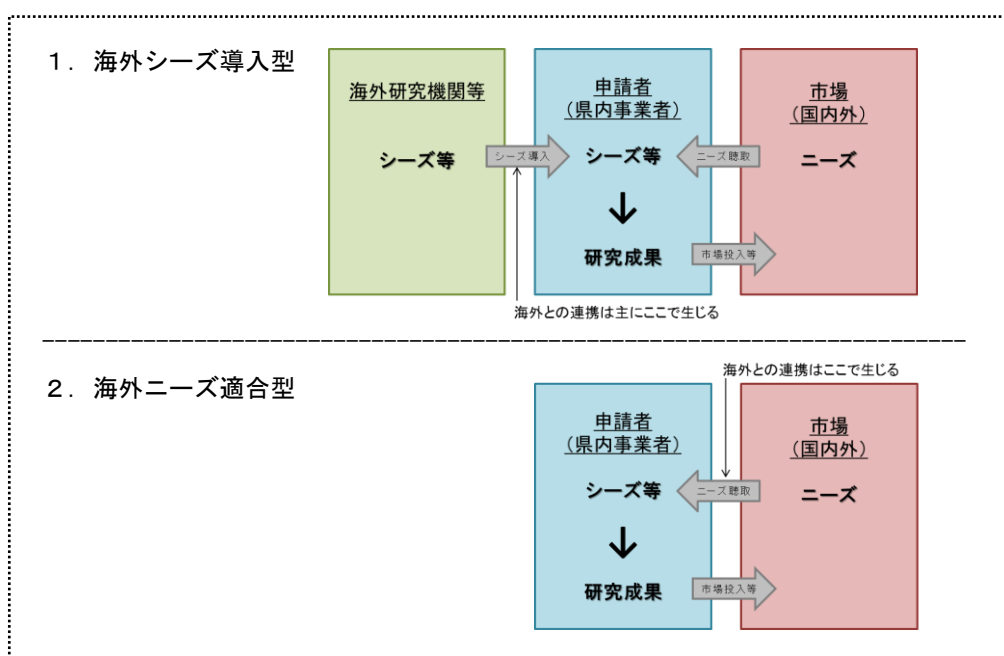 １．海外シーズ導入型
海外研究機関等
シーズ等
シーズ導入
申請者
（県内事業者）
シーズ等
↓
研究成果
ニーズ聴取
市場投入等
市場
（国内外）
ニーズ
海外との連携は主にここで生じる
２．海外ニーズ適合型
海外との連携はここで生じる
申請者
（県内事業者）
シーズ等
↓
研究成果
ニーズ聴取
市場投入等
市場
（国内外）
ニーズ